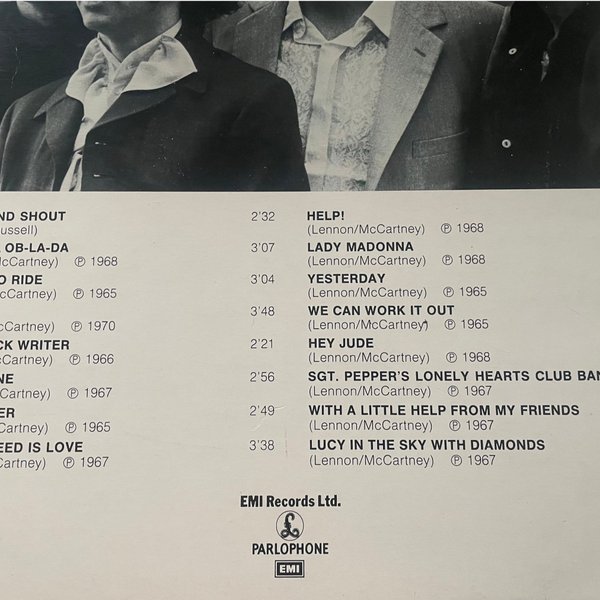 ND SHOUT
ussell)
OB-LA-DA
cCartney) Ⓟ 1968
O RIDE
McCartney) Ⓟ 1965
McCartney) Ⓟ 1970
CK WRITER
cCartney) Ⓟ 1966
NE
Cartney) Ⓟ 1967
ER
Cartney) Ⓟ 1965
EED IS LOVE
Cartney) Ⓟ 1967
2'32 HELP!
(Lennon/McCartney) Ⓟ 1968
3'07 LADY MADONNA
(Lennon/McCartney) Ⓟ 1968
3'04 YESTERDAY
(Lennon/McCartney) Ⓟ 1965
3'48 WE CAN WORK IT OUT
(Lennon/McCartney) Ⓟ 1965
2'21 HEY JUDE
(Lennon/McCartney) Ⓟ 1968
2'56 SGT. PEPPER'S LONELY HEARTS CLUB BAN
(Lennon/McCartney) Ⓟ 1967
2'49 WITH A LITTLE HELP FROM MY FRIENDS
(Lennon/McCartney) Ⓟ 1967
3'38 LUCY IN THE SKY WITH DIAMONDS
(Lennon/McCartney) Ⓟ 1967
EMI Records Ltd.
£
PARLOPHONE
EMI